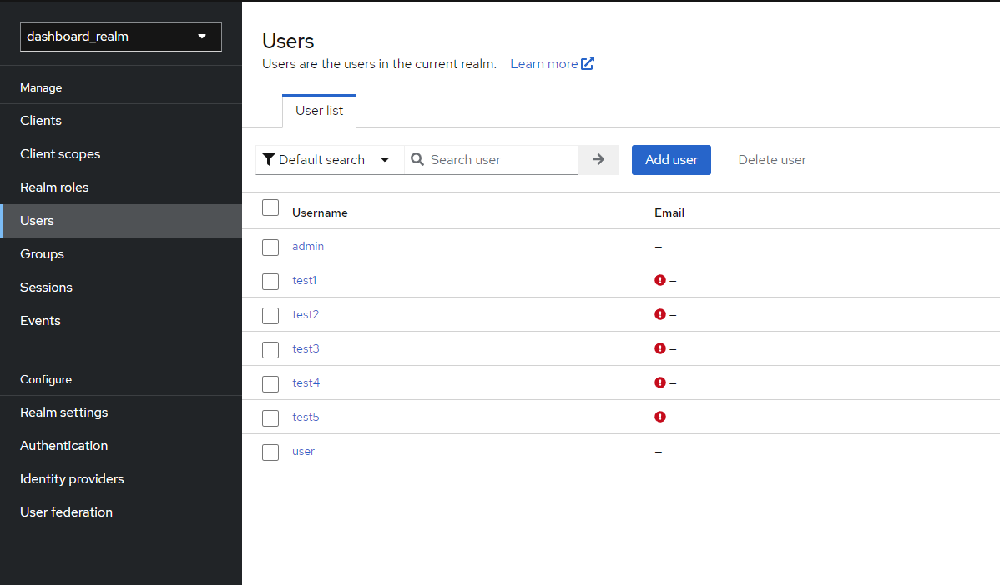 dashboard_realm
Manage
Clients
Client scopes
Realm roles
Users
Groups
Sessions
Events
Configure
Realm settings
Authentication
Identity providers
User federation
Users
Users are the users in the current realm. Learn more
User list
Default search Search user Add user Delete user
Username Email
admin –
test1 –
test2 –
test3 –
test4 –
test5 –
user –